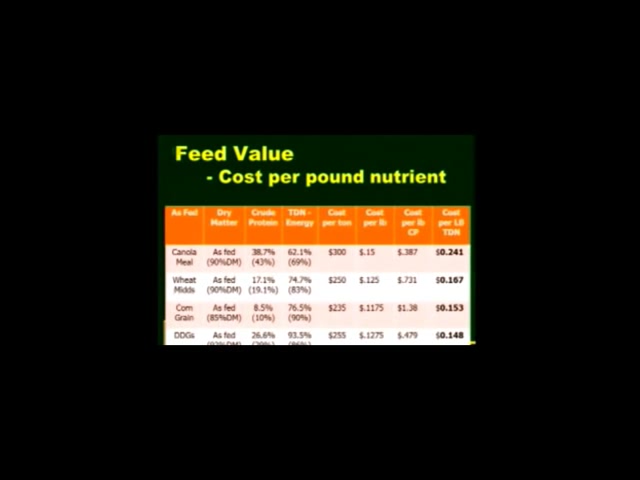 Feed Value
- Cost per pound nutrient
As Fed Dry Matter Crude Protein TDN - Energy Cost per ton Cost per lb Cost per lb CP Cost per LB TDN
Canola Meal As fed (90%DM) 38.7% (43%) 62.1% (69%) $300 $.15 $.387 $0.241
Wheat Midds As fed (90%DM) 17.1% (19.1%) 74.7% (83%) $250 $.125 $.731 $0.167
Corn Grain As fed (85%DM) 8.5% (10%) 76.5% (90%) $235 $.1175 $1.38 $0.153
DDGs As fed 26.6% 93.5% $255 $.1275 $.479 $0.148